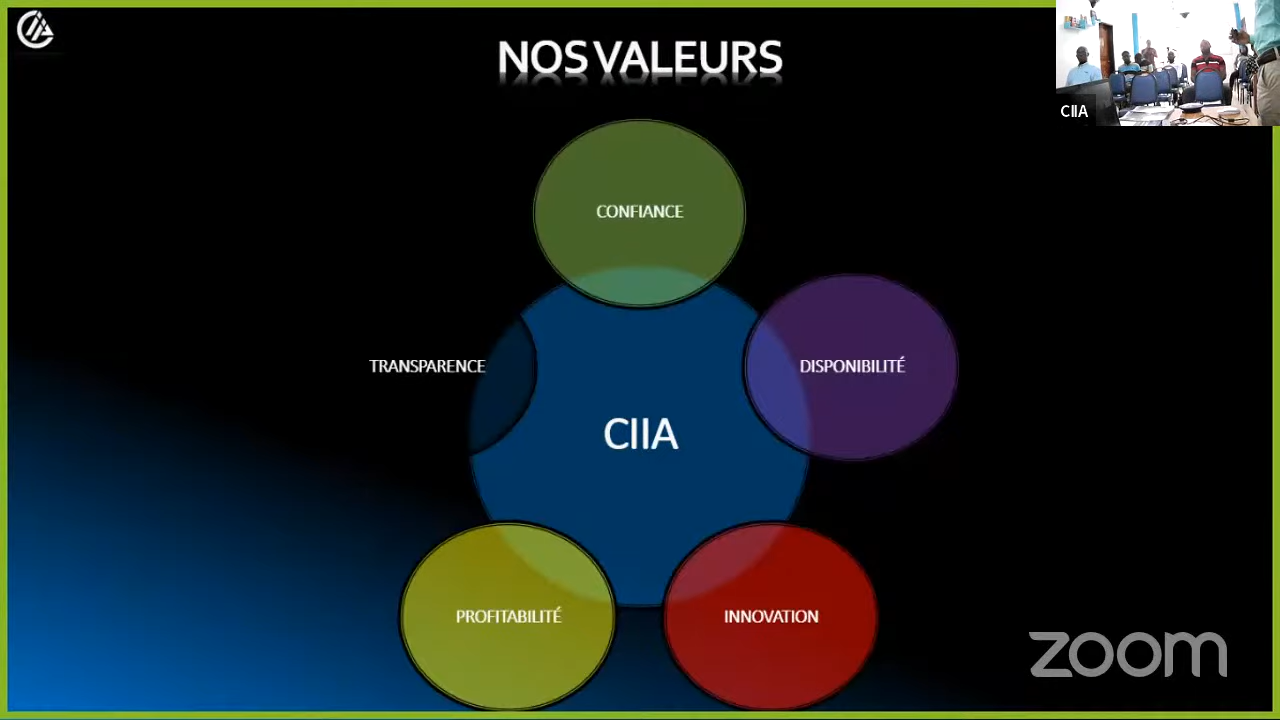 NOS VALEURS
CIIA
CONFIANCE
TRANSPARENCE
DISPONIBILITÉ
CIIA
PROFITABILITÉ
INNOVATION
zoom